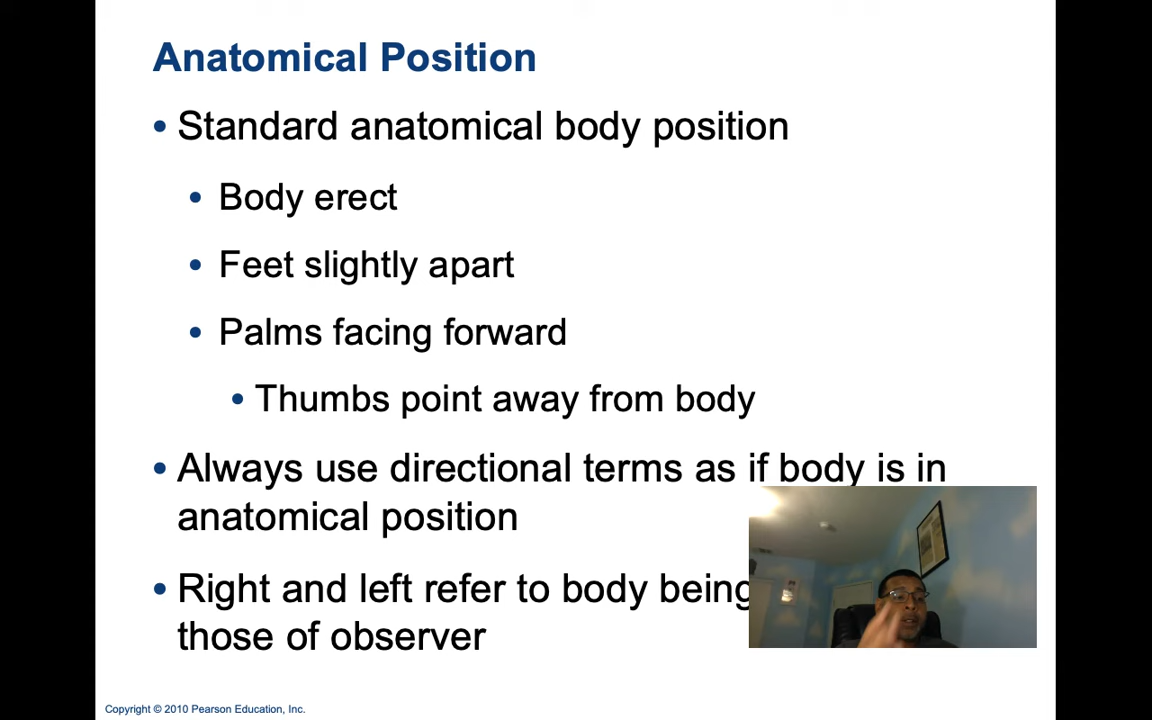 Anatomical Position
• Standard anatomical body position
• Body erect
• Feet slightly apart
• Palms facing forward
• Thumbs point away from body
• Always use directional terms as if body is in
anatomical position
• Right and left refer to body being
those of observer
Copyright © 2010 Pearson Education, Inc.